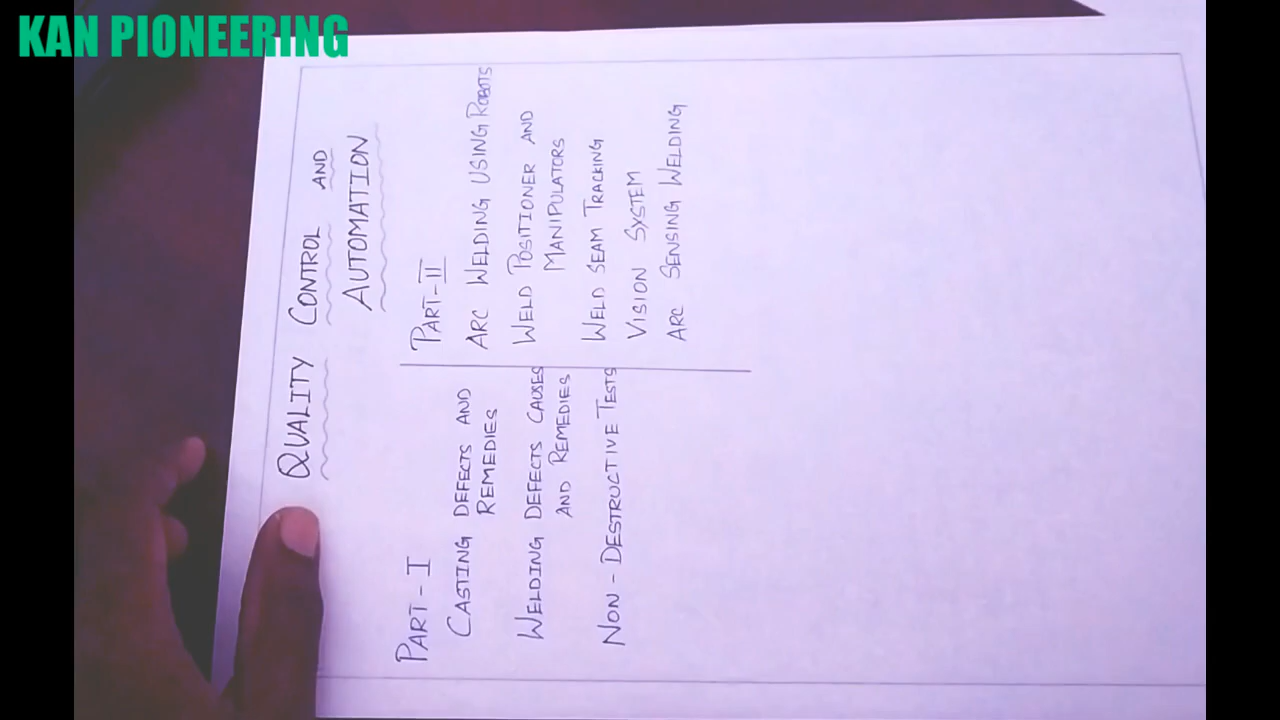 KAN PIONEERING
QUALITY CONTROL AND
AUTOMATION
PART-I
CASTING DEFECTS AND
REMEDIES
WELDING DEFECTS CAUSES
AND REMEDIES
NON-DESTRUCTIVE TESTS
PART-II
ARC WELDING USING ROBOTS
WELD POSITIONER AND
MANIPULATORS
WELD SEAM TRACKING
VISION SYSTEM
ARC SENSING WELDING